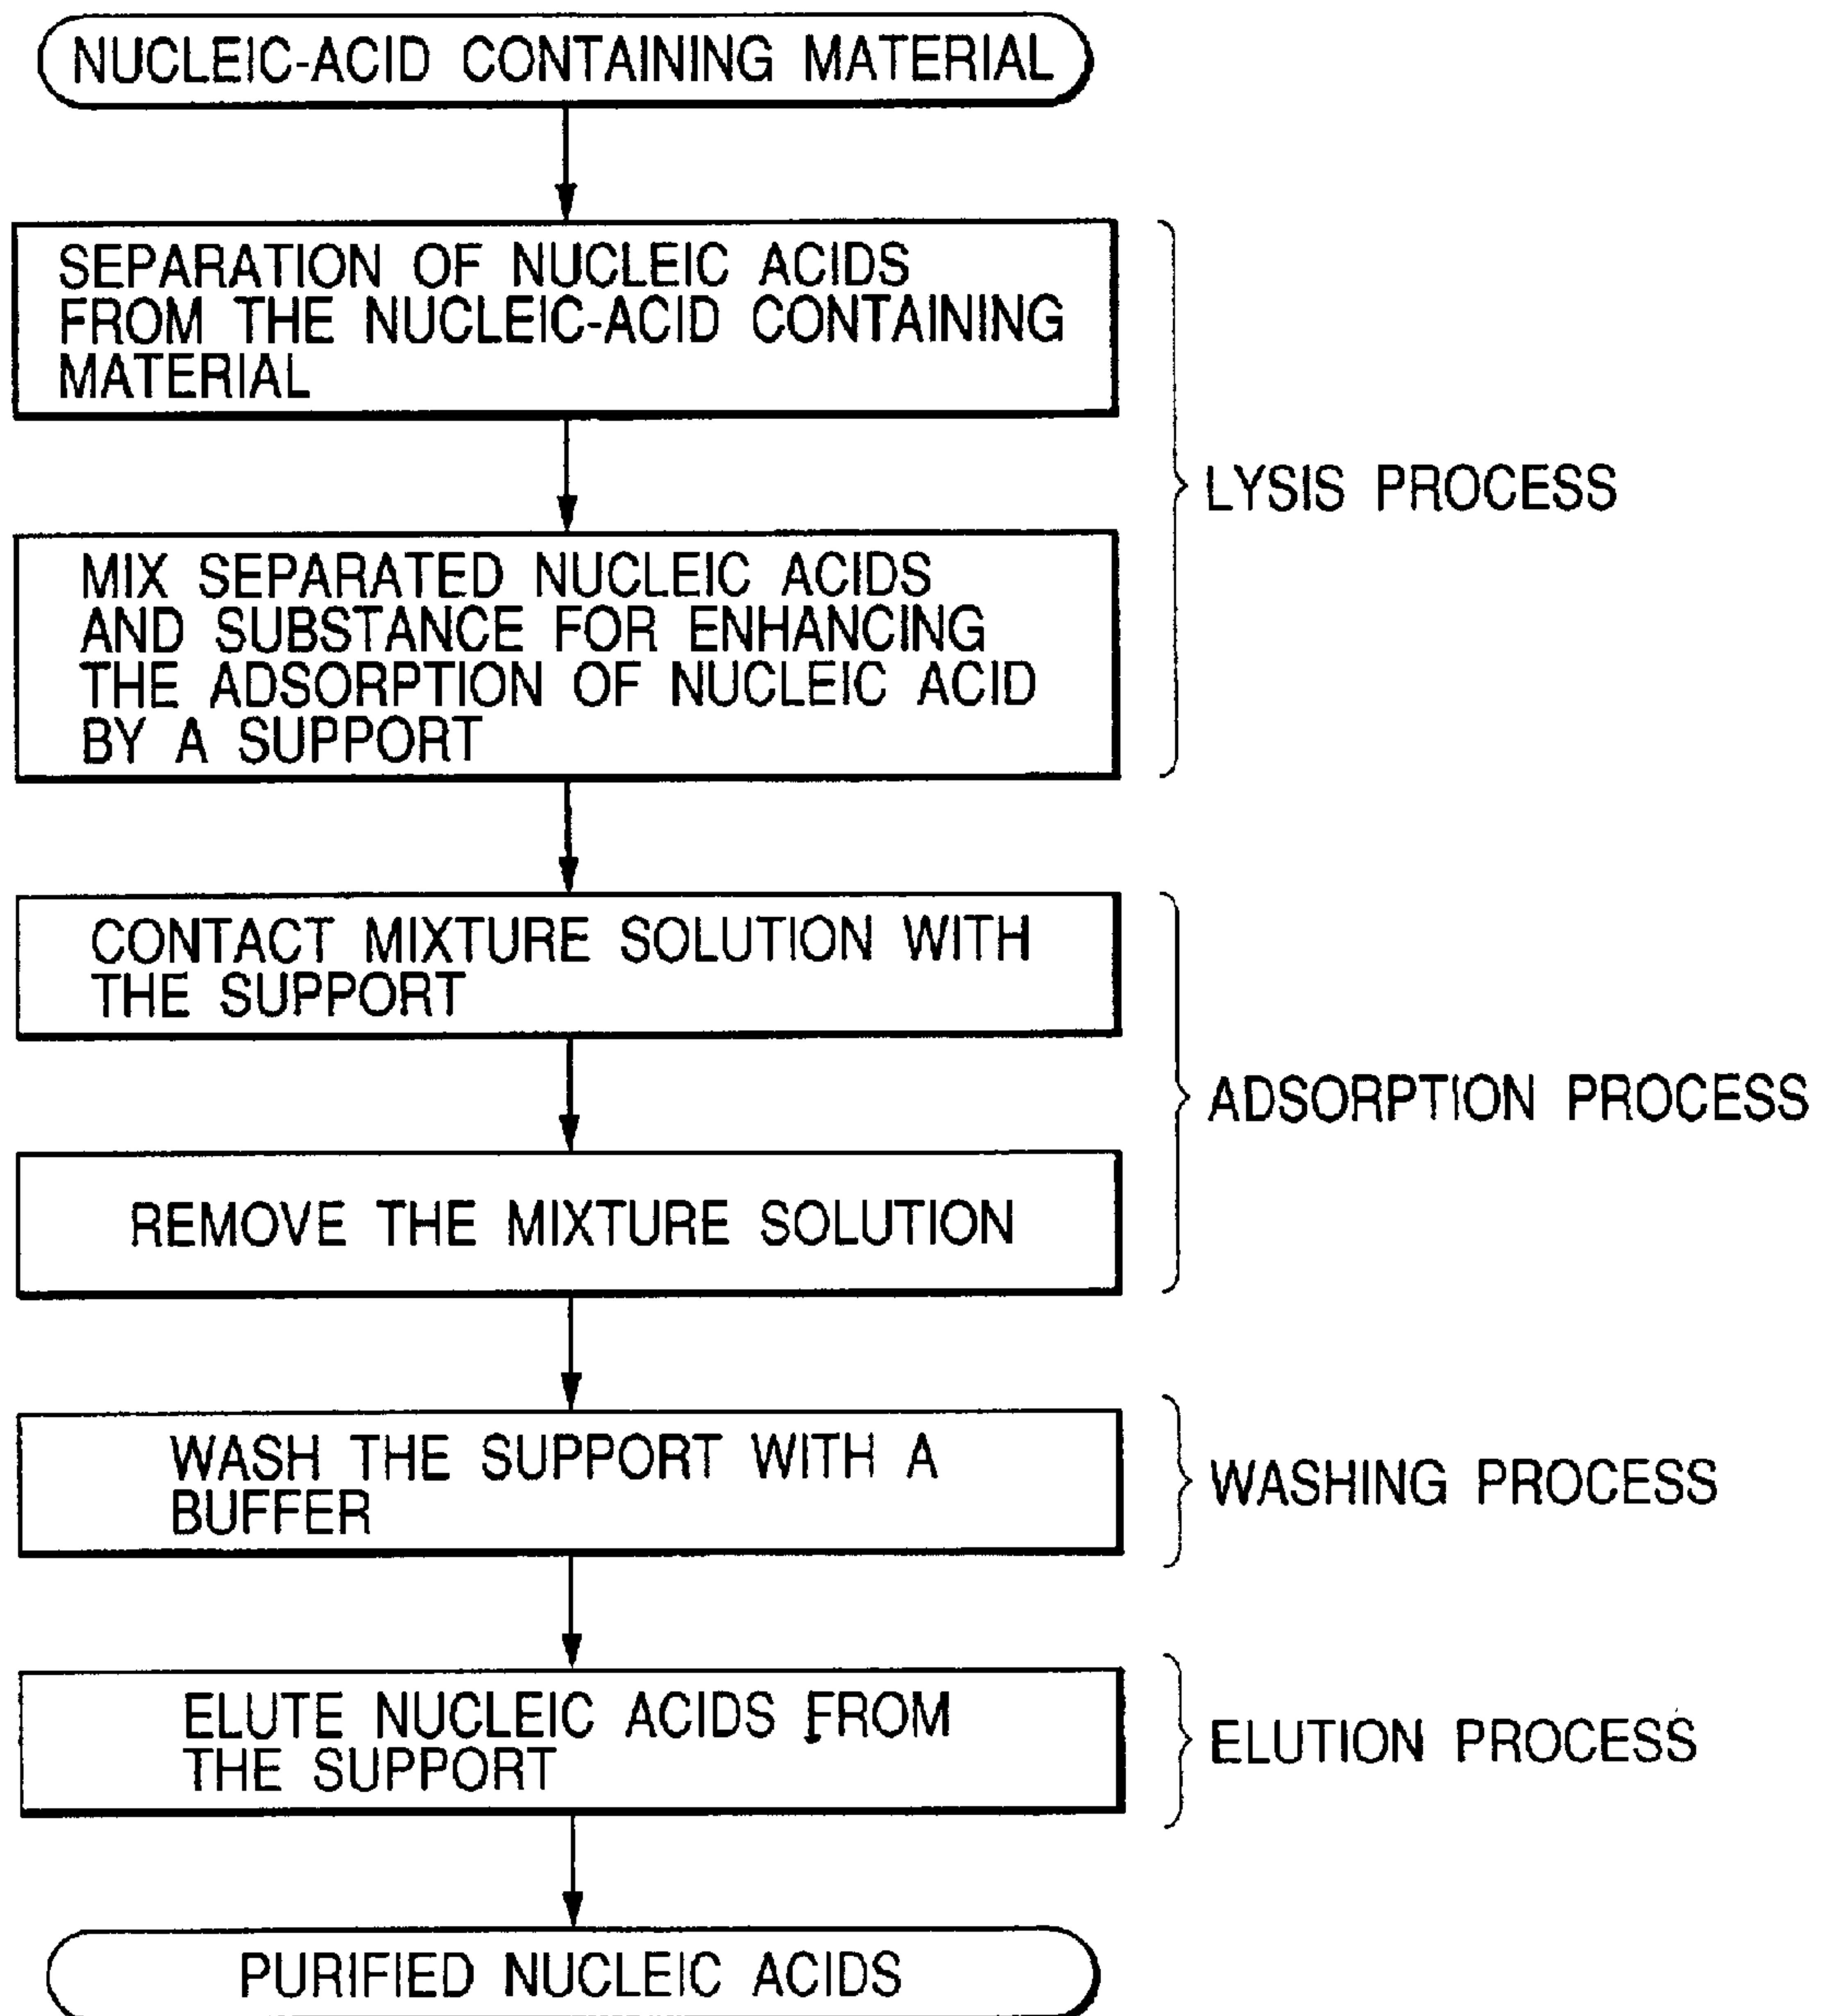 NUCLEIC-ACID CONTAINING MATERIAL
SEPARATION OF NUCLEIC ACIDS
FROM THE NUCLEIC-ACID CONTAINING
MATERIAL
LYSIS PROCESS
MIX SEPARATED NUCLEIC ACIDS
AND SUBSTANCE FOR ENHANCING
THE ADSORPTION OF NUCLEIC ACID
BY A SUPPORT
CONTACT MIXTURE SOLUTION WITH
THE SUPPORT
ADSORPTION PROCESS
REMOVE THE MIXTURE SOLUTION
WASH THE SUPPORT WITH A
BUFFER
WASHING PROCESS
ELUTE NUCLEIC ACIDS FROM
THE SUPPORT
ELUTION PROCESS
PURIFIED NUCLEIC ACIDS